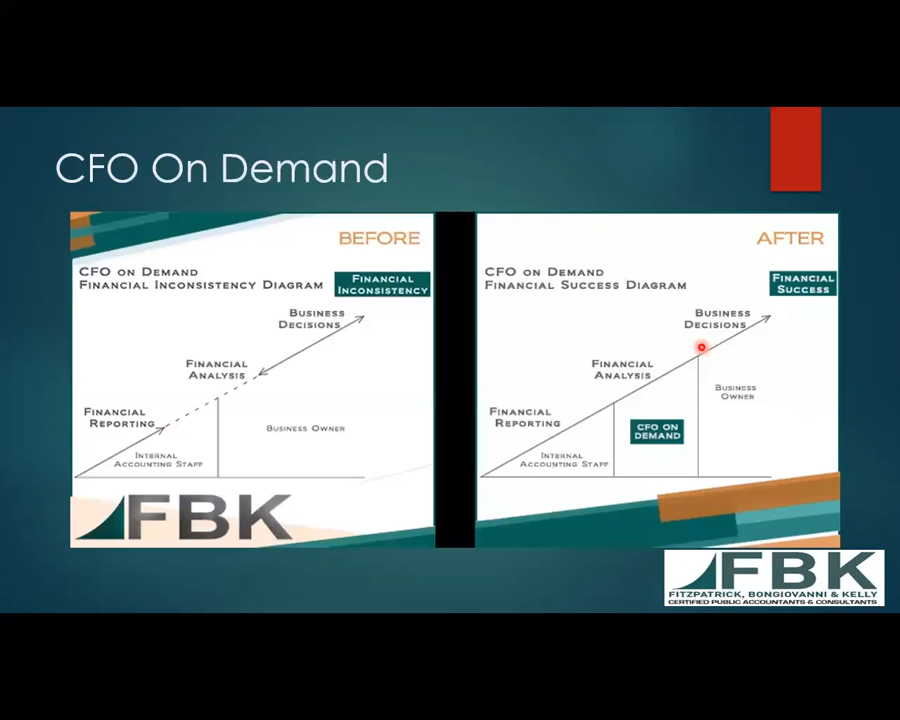 CFO On Demand
BEFORE
CFO ON DEMAND
FINANCIAL INCONSISTENCY DIAGRAM
FINANCIAL
INCONSISTENCY
BUSINESS
DECISIONS
FINANCIAL
ANALYSIS
FINANCIAL
REPORTING
INTERNAL
ACCOUNTING STAFF
BUSINESS OWNER
FBK
AFTER
CFO ON DEMAND
FINANCIAL SUCCESS DIAGRAM
FINANCIAL
SUCCESS
BUSINESS
DECISIONS
FINANCIAL
ANALYSIS
BUSINESS
OWNER
FINANCIAL
REPORTING
CFO ON
DEMAND
INTERNAL
ACCOUNTING STAFF
FBK
FITZPATRICK, BONGIOVANNI & KELLY
CERTIFIED PUBLIC ACCOUNTANTS & CONSULTANTS